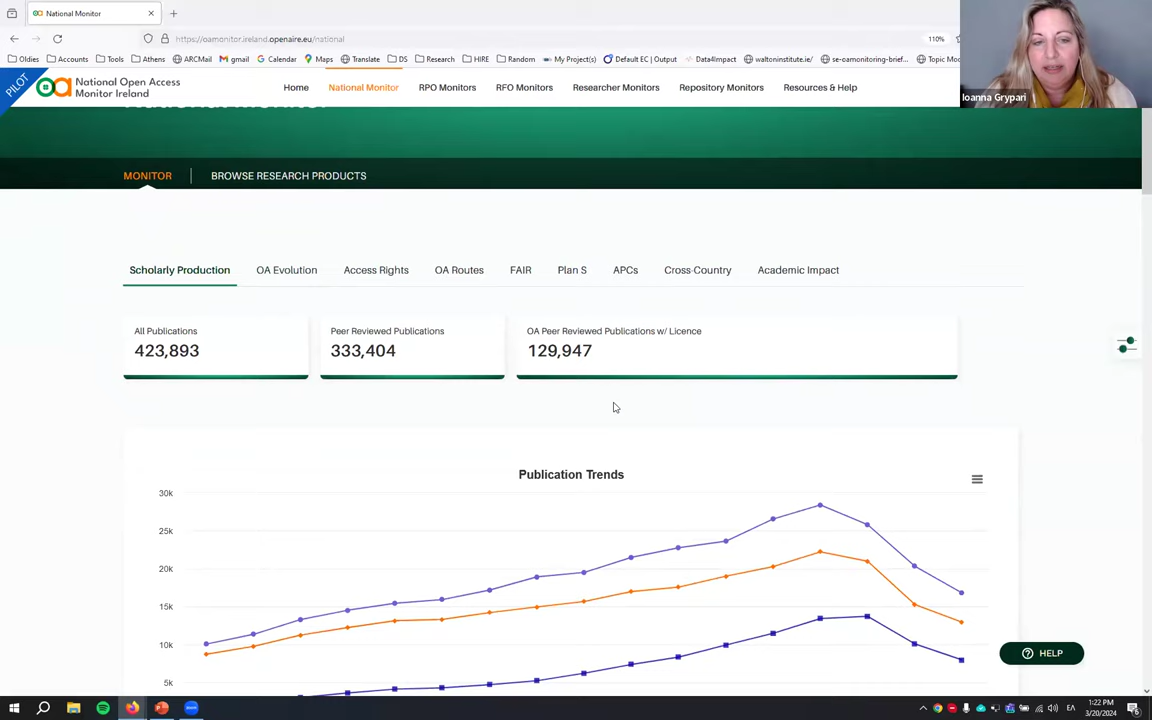 National Monitor
https://oamonitor.ireland.openaire.eu/national
110%
Oldies
Accounts
Tools
Athens
ARCMail
gmail
Calendar
Maps
Translate
DS
Research
HIRE
Random
My Project(s)
Default EC | Output
Data4Impact
waltoninstitute.ie/
se-oamonitoring-brief...
Topic Mod
Ioanna Grypari
PILOT
National Open Access
Monitor Ireland
Home
National Monitor
RPO Monitors
RFO Monitors
Researcher Monitors
Repository Monitors
Resources & Help
MONITOR
BROWSE RESEARCH PRODUCTS
Scholarly Production
OA Evolution
Access Rights
OA Routes
FAIR
Plan S
APCs
Cross-Country
Academic Impact
All Publications
423,893
Peer Reviewed Publications
333,404
OA Peer Reviewed Publications w/ Licence
129,947
Publication Trends
30k
25k
20k
15k
10k
5k
HELP
ΕΛ
1:22 PM
3/20/2024